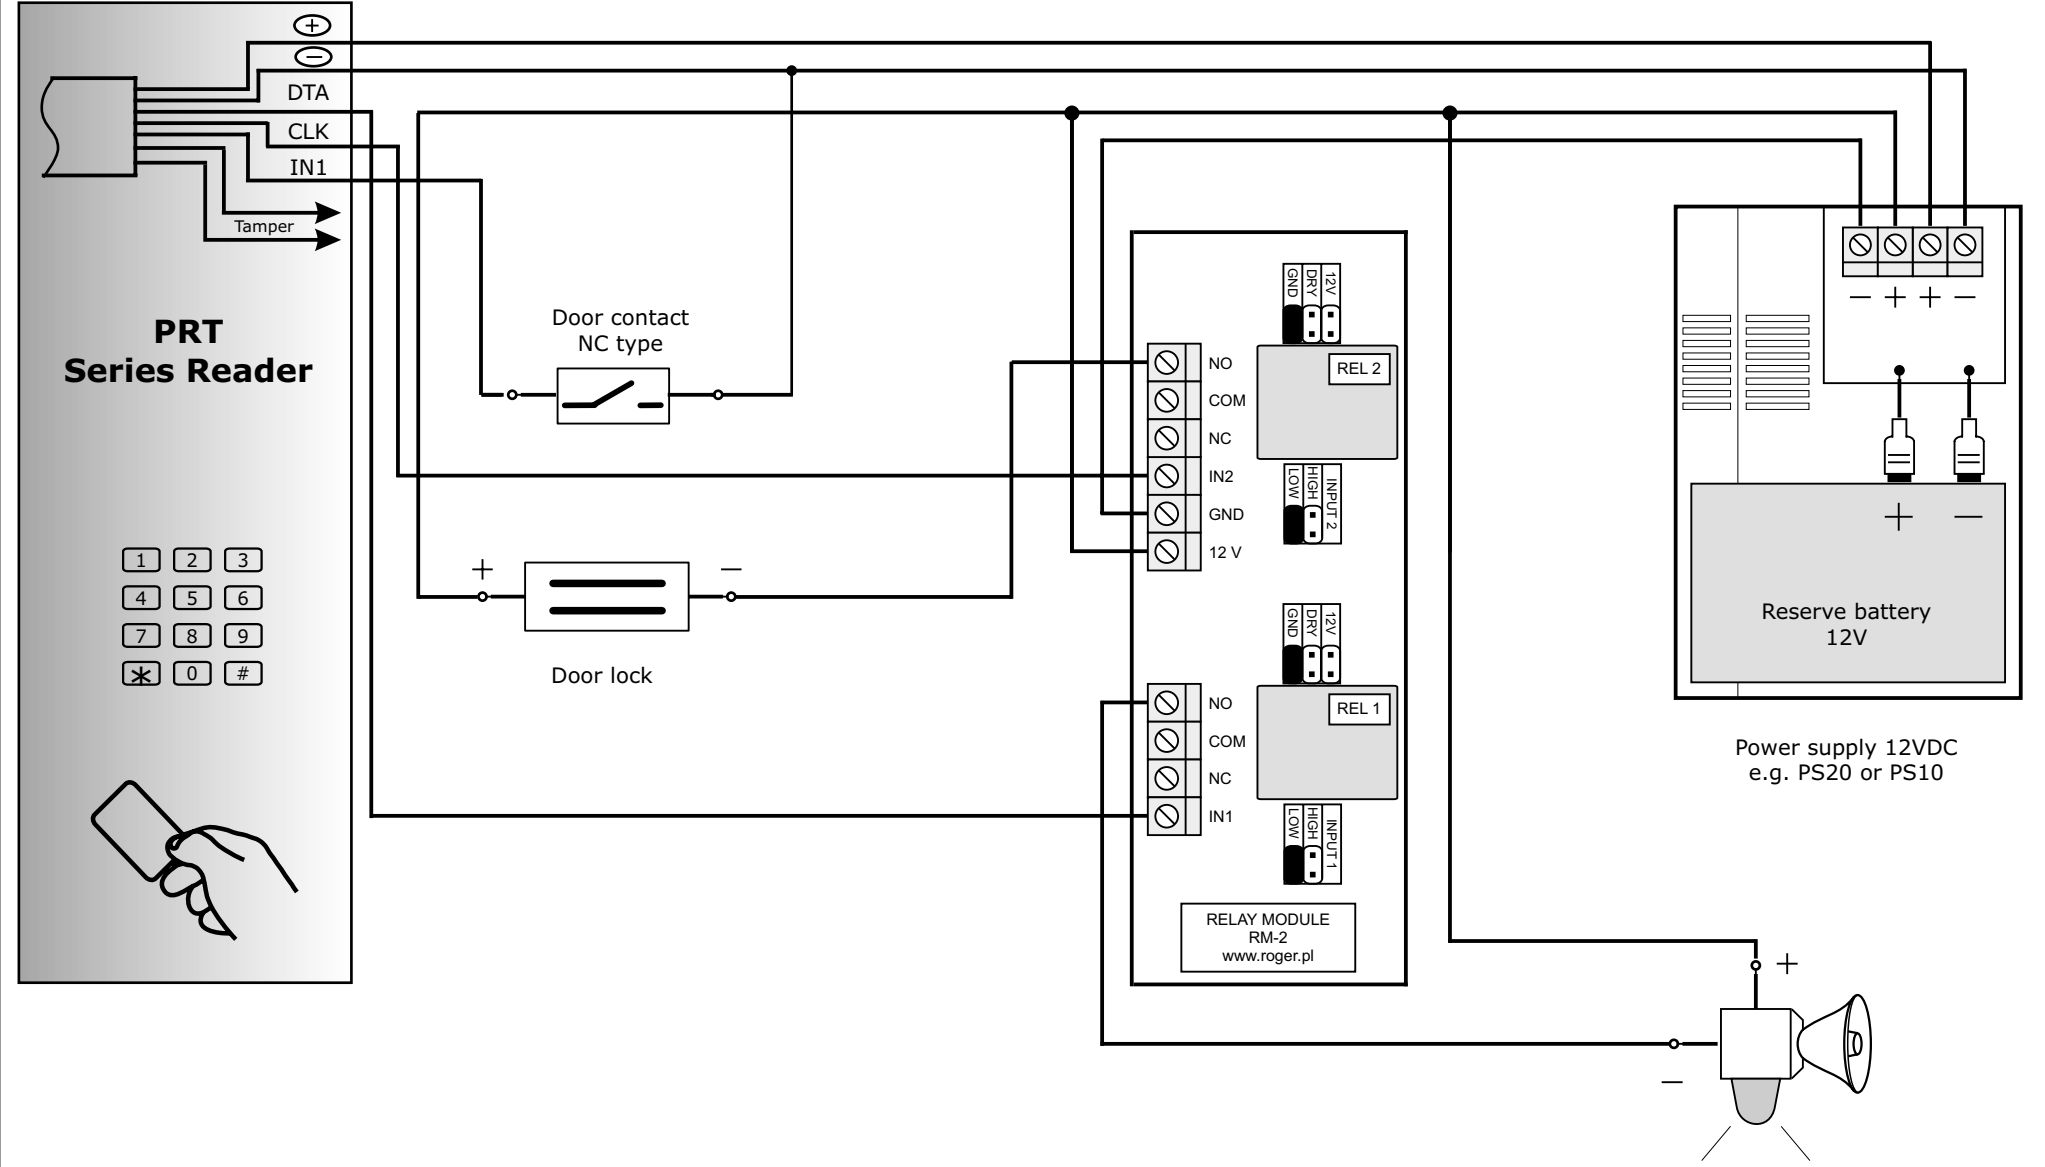 +
−
DTA
CLK
IN1
Tamper
PRT
Series Reader
1 2 3
4 5 6
7 8 9
* 0 #
Door contact
NC type
+ −
Door lock
GND DRY 12V
REL 2
NO
COM
NC
IN2
GND
12 V
LOW HIGH INPUT 2
GND DRY 12V
REL 1
NO
COM
NC
IN1
LOW HIGH INPUT 1
RELAY MODULE
RM-2
www.roger.pl
− + + −
+ −
Reserve battery
12V
Power supply 12VDC
e.g. PS20 or PS10
+
−